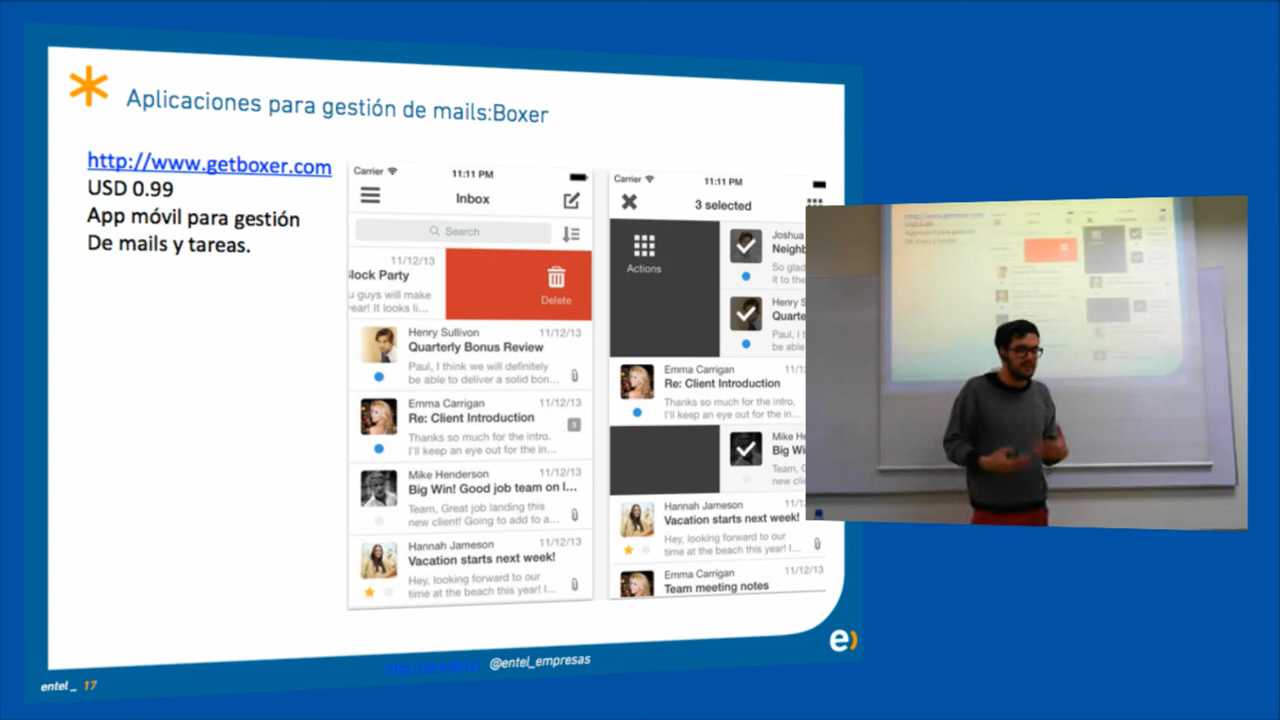 Aplicaciones para gestión de mails:Boxer
http://www.getboxer.com
USD 0.99
App móvil para gestión
De mails y tareas.
Carrier
11:11 PM
Inbox
Search
11/12/13
lock Party
u guys will make
year! It looks li...
Delete
Henry Sullivon
11/12/13
Quarterly Bonus Review
Paul, I think we will definitely
be able to deliver a solid bon...
Emma Carrigan
11/12/13
Re: Client Introduction
Thanks so much for the intro.
I'll keep an eye out for the in...
3
Mike Henderson
11/12/13
Big Win! Good job team on l...
Team, Great job landing this
new client! Going to add to a...
Hannah Jameson
11/12/13
Vacation starts next week!
Hey, looking forward to our
time at the beach this year! I...
Carrier
11:11 PM
3 selected
Actions
Joshua
Neighb
So glad
it to the
Henry S
Quarte
Paul, I t
be able
Emma Carrigan
11/1
Re: Client Introduction
Thanks so much for the intro.
I'll keep an eye out for the in...
Mike He
Big Wi
Team, G
new clie
Hannah Jameson
11/12/1
Vacation starts next week!
Hey, looking forward to our
time at the beach this year! I...
Emma Carrigan
11/12/13
Team meeting notes
@entel_empresas
e)
entel_ 17